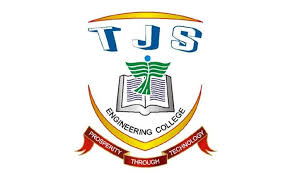 TJS
ENGINEERING COLLEGE
PROSPERITY THROUGH TECHNOLOGY